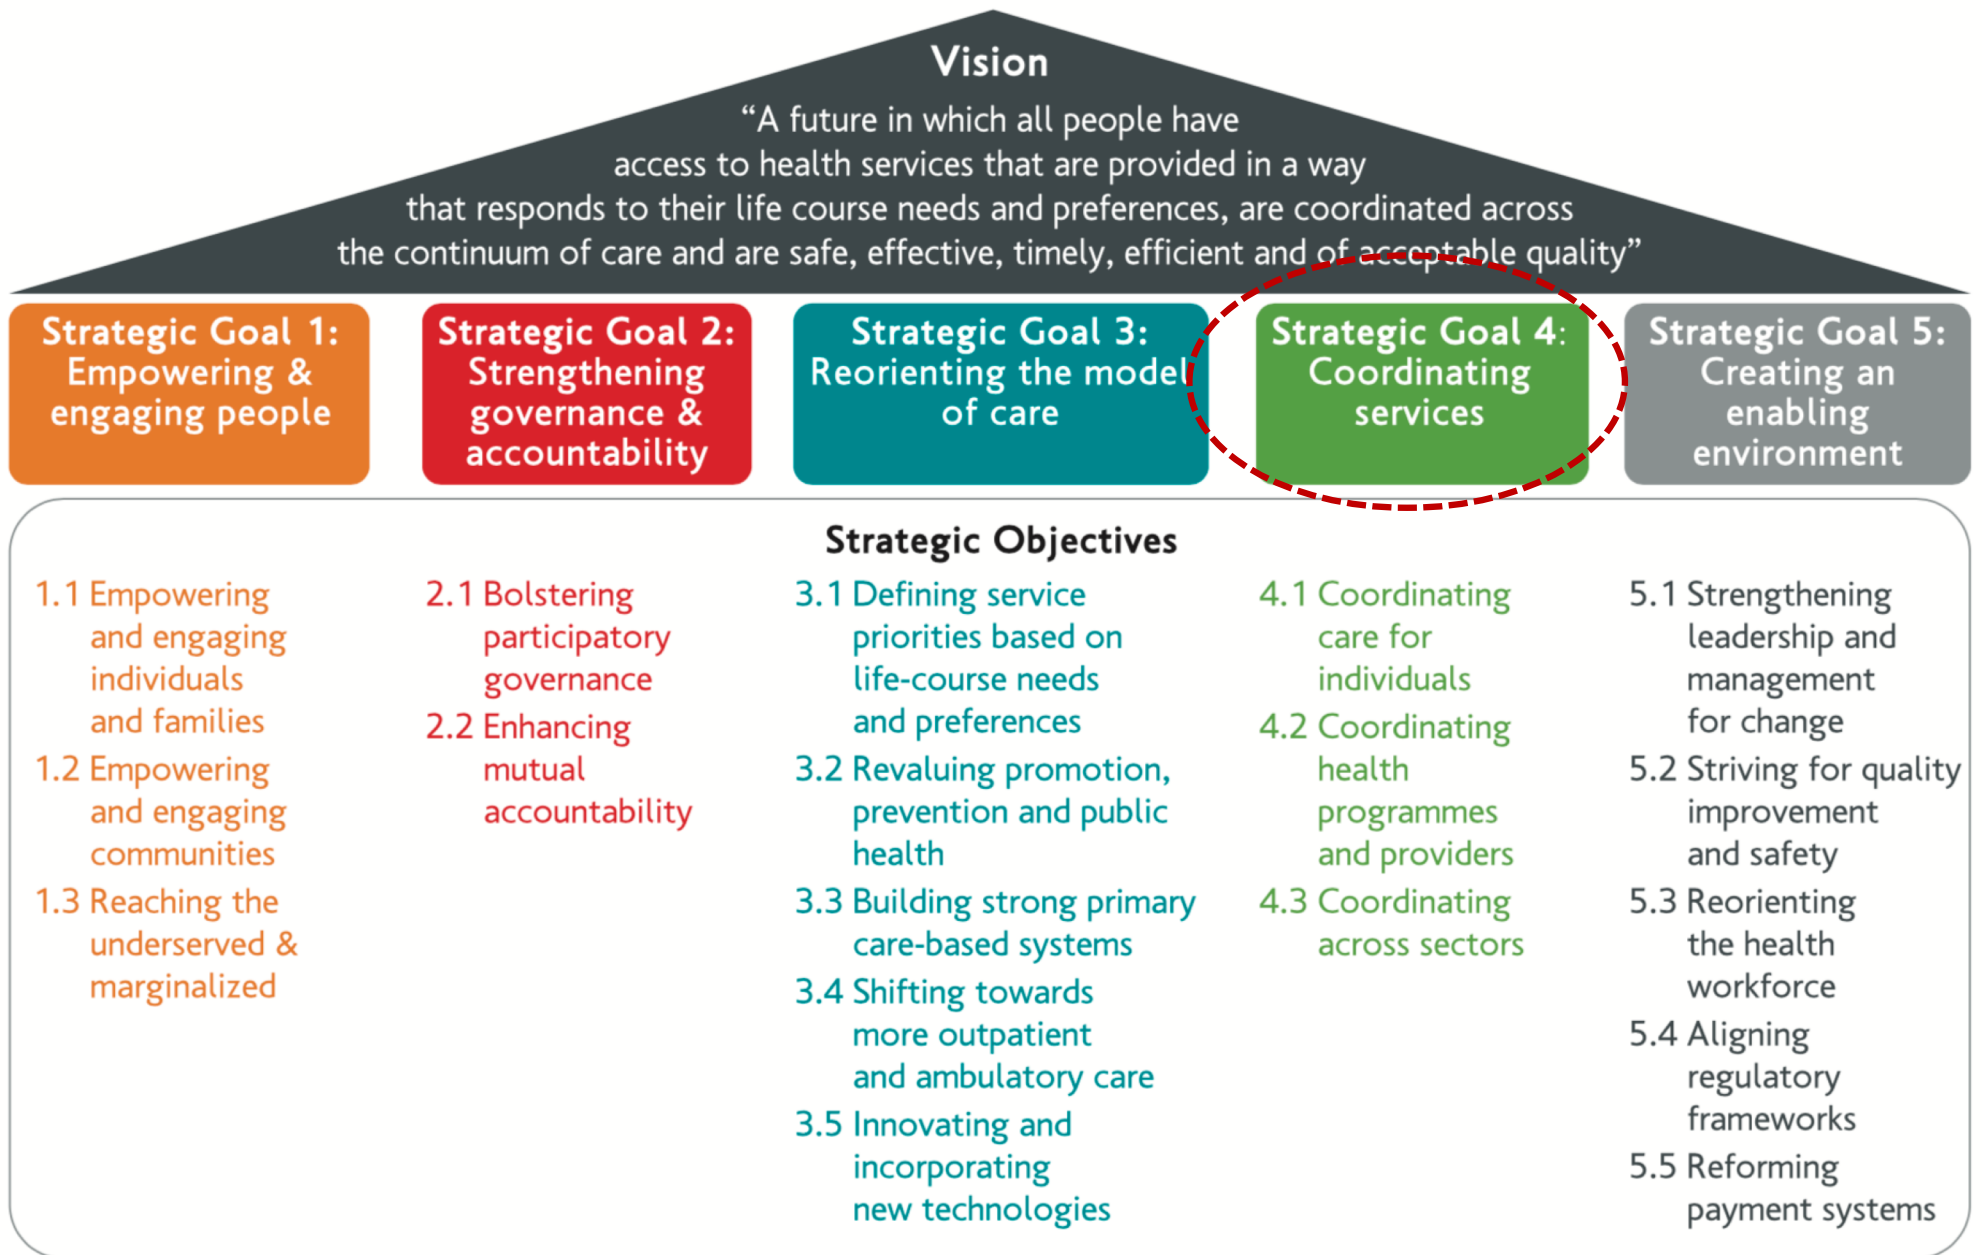 Vision
“A future in which all people have
access to health services that are provided in a way
that responds to their life course needs and preferences, are coordinated across
the continuum of care and are safe, effective, timely, efficient and of acceptable quality”
Strategic Goal 1:
Empowering &
engaging people
Strategic Goal 2:
Strengthening
governance &
accountability
Strategic Goal 3:
Reorienting the model
of care
Strategic Goal 4:
Coordinating
services
Strategic Goal 5:
Creating an
enabling
environment
Strategic Objectives
1.1 Empowering
and engaging
individuals
and families
1.2 Empowering
and engaging
communities
1.3 Reaching the
underserved &
marginalized
2.1 Bolstering
participatory
governance
2.2 Enhancing
mutual
accountability
3.1 Defining service
priorities based on
life-course needs
and preferences
3.2 Revaluing promotion,
prevention and public
health
3.3 Building strong primary
care-based systems
3.4 Shifting towards
more outpatient
and ambulatory care
3.5 Innovating and
incorporating
new technologies
4.1 Coordinating
care for
individuals
4.2 Coordinating
health
programmes
and providers
4.3 Coordinating
across sectors
5.1 Strengthening
leadership and
management
for change
5.2 Striving for quality
improvement
and safety
5.3 Reorienting
the health
workforce
5.4 Aligning
regulatory
frameworks
5.5 Reforming
payment systems